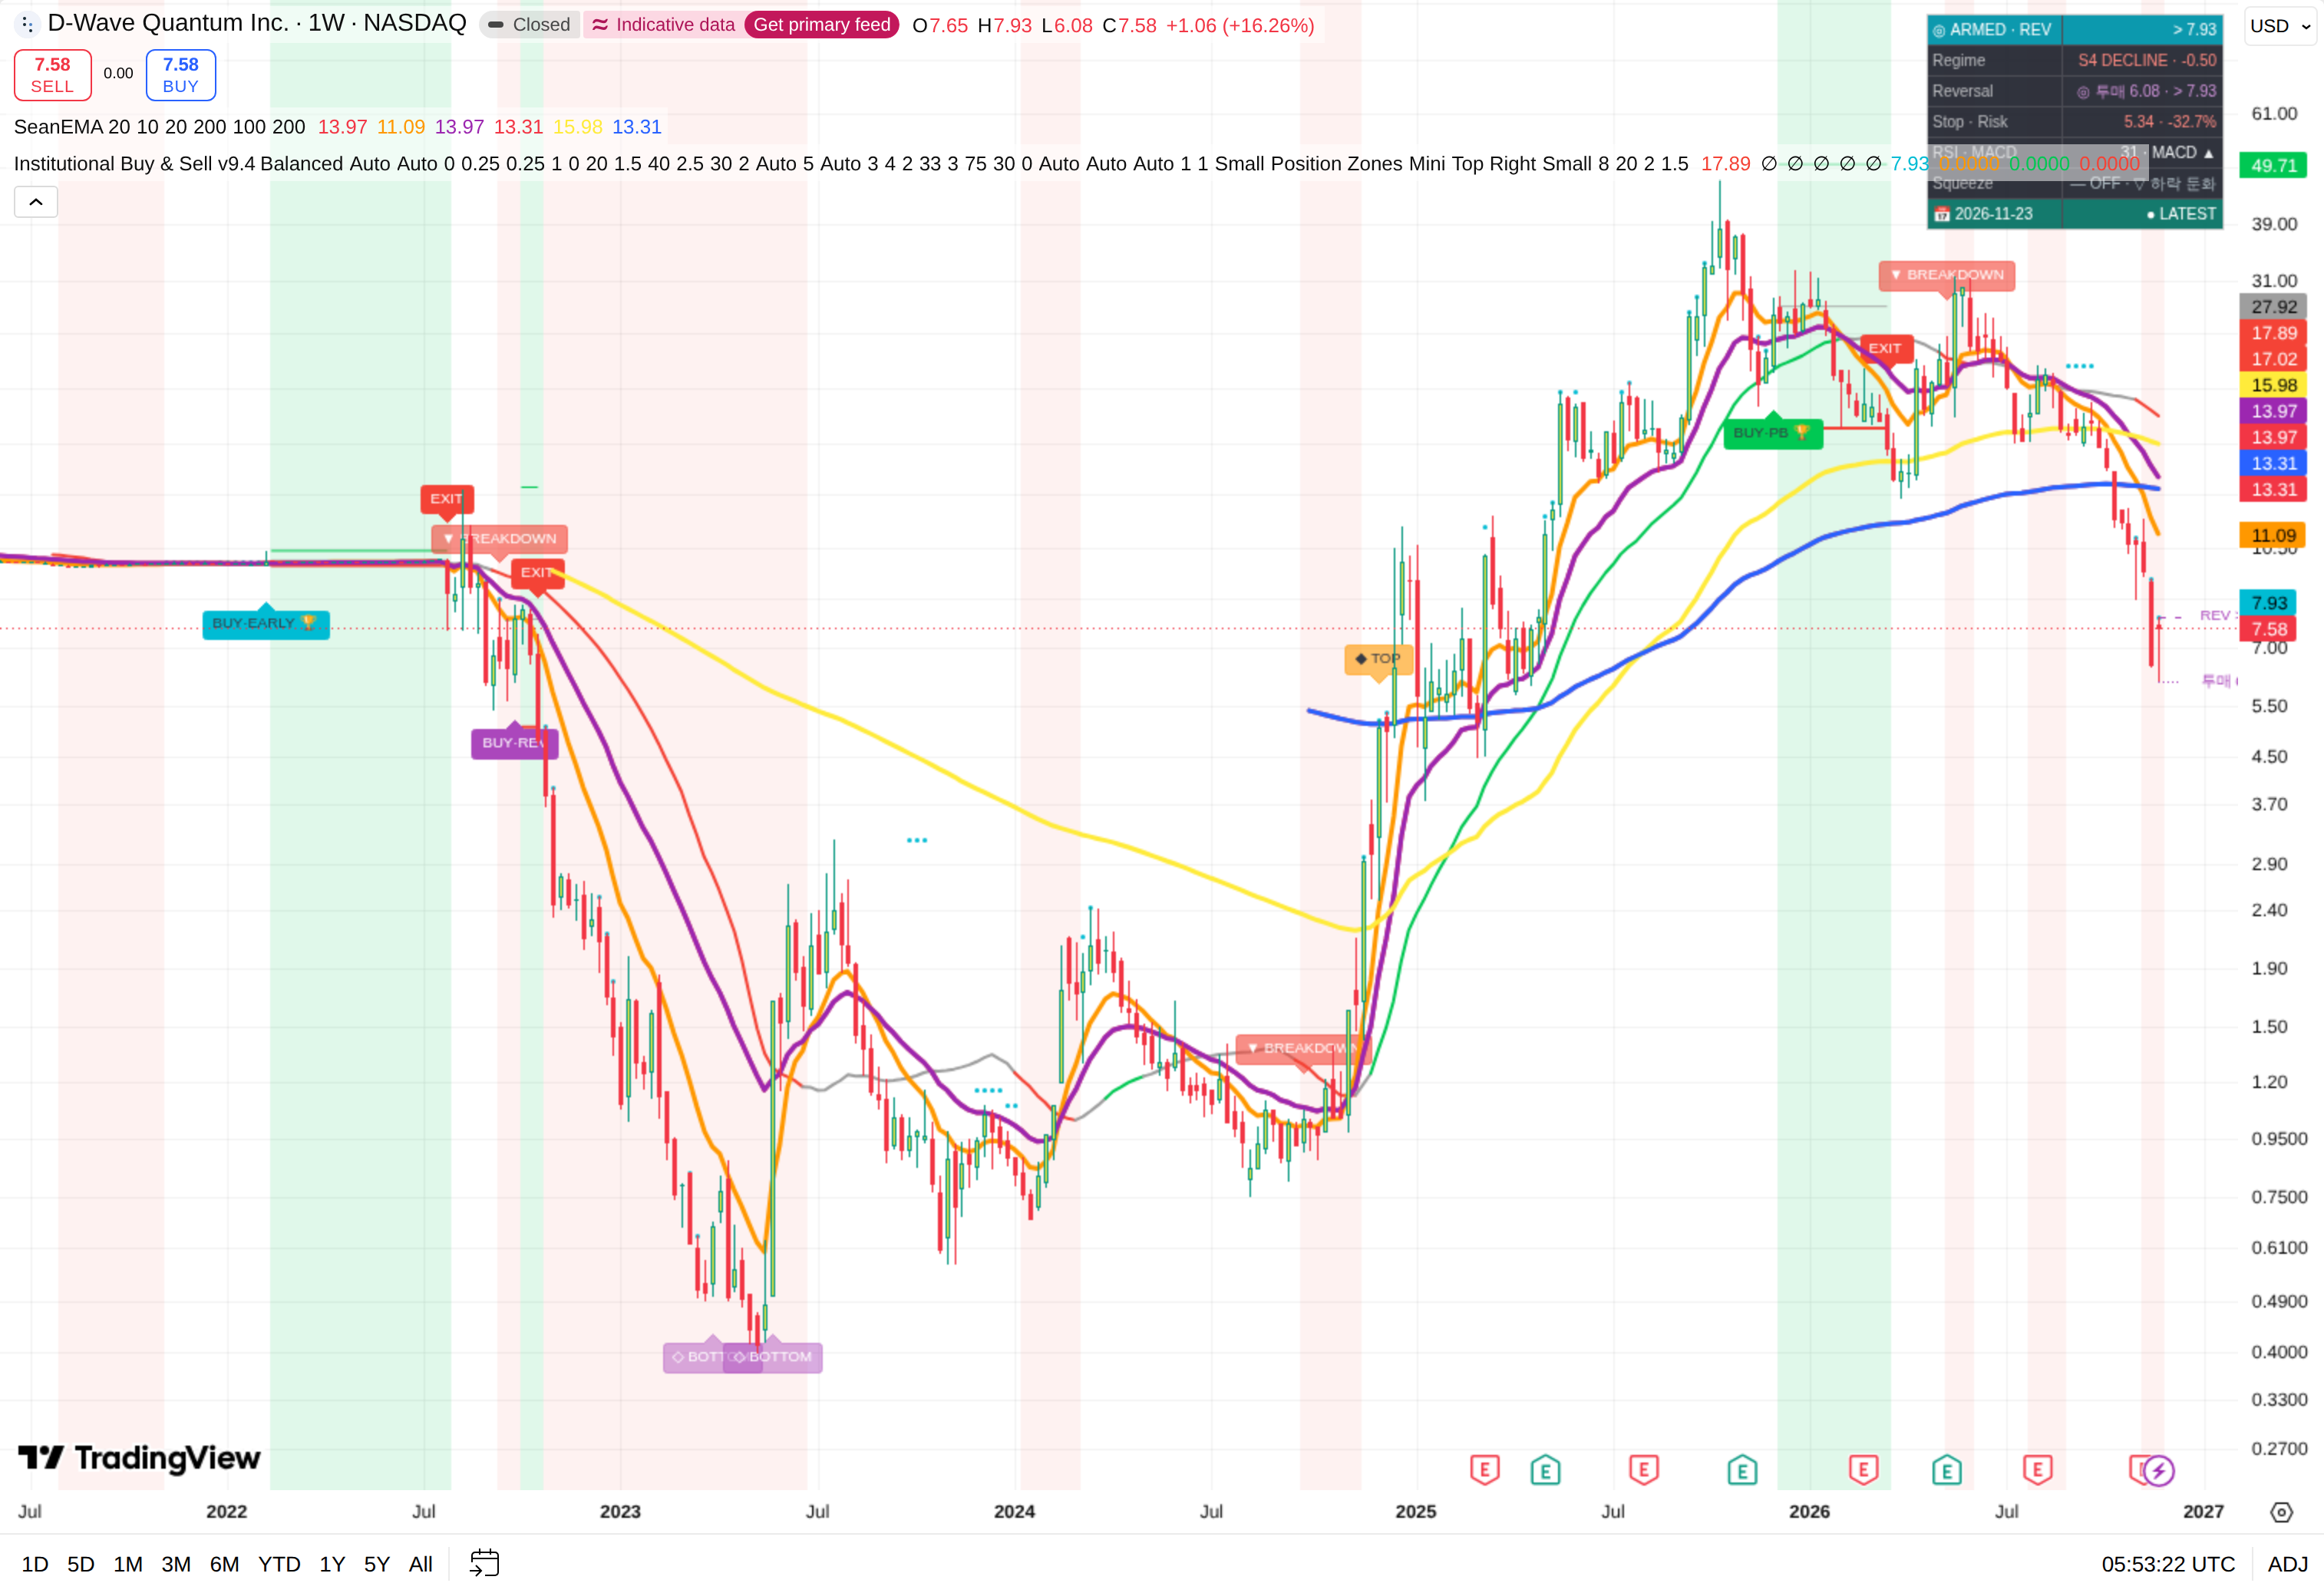 D-Wave Quantum Inc. · 1W · NASDAQ Closed Indicative data Get primary feed O7.65 H7.93 L6.08 C7.58 +1.06 (+16.26%)
7.58 SELL 0.00 7.58 BUY
SeanEMA 20 10 20 200 100 200 13.97 11.09 13.97 13.31 15.98 13.31
Institutional Buy & Sell v9.4 Balanced Auto Auto 0 0.25 0.25 1 0 20 1.5 40 2.5 30 2 Auto 5 Auto 3 4 2 33 3 75 30 0 Auto Auto Auto 1 1 Small Position Zones Mini Top Right Small 8 20 2 1.5 17.89 ∅ ∅ ∅ ∅ ∅ 7.93 0.0000 0.0000 0.0000
◎ ARMED · REV > 7.93
Regime S4 DECLINE · -0.50
Reversal ◎ 투매 6.08 · > 7.93
Stop · Risk 5.34 · -32.7%
RSI · MACD 31 · MACD ▲
Squeeze — OFF · ▽ 하락 둔화
📅 2026-11-23 ● LATEST
USD
61.00
49.71
39.00
31.00
27.92
17.89
17.02
15.98
13.97
13.97
13.31
13.31
11.09
10.50
7.93
7.58
7.00
5.50
4.50
3.70
2.90
2.40
1.90
1.50
1.20
0.9500
0.7500
0.6100
0.4900
0.4000
0.3300
0.2700
▼ BREAKDOWN
EXIT
BUY-PB 🏆
EXIT
▼ BREAKDOWN
EXIT
BUY-EARLY 🏆
REV
◆ TOP
투매
BUY-REV
▼ BREAKDOWN
◇ BOTTOM
◇ BOTTOM
TradingView
E E E E E E E
Jul 2022 Jul 2023 Jul 2024 Jul 2025 Jul 2026 Jul 2027
1D 5D 1M 3M 6M YTD 1Y 5Y All 05:53:22 UTC ADJ